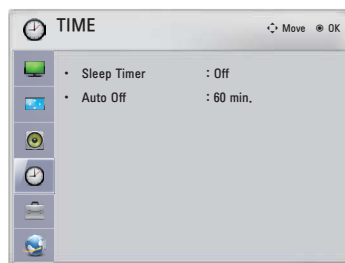 TIME
Move OK
• Sleep Timer : Off
• Auto Off : 60 min.